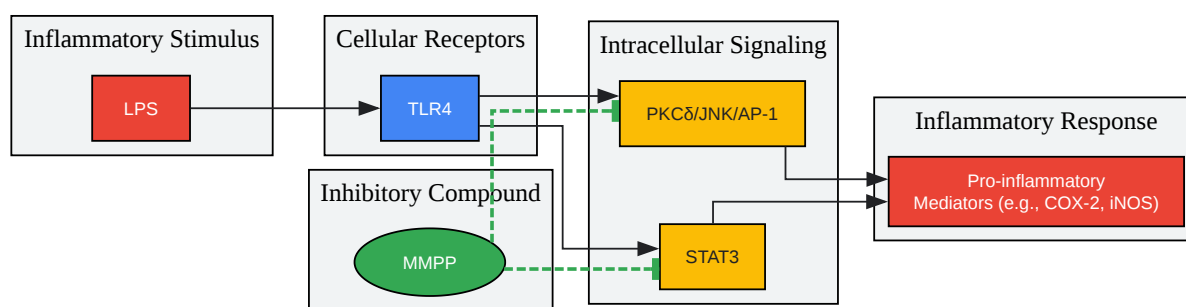 Inflammatory Stimulus
LPS
Cellular Receptors
TLR4
Inhibitory Compound
MMPP
Intracellular Signaling
PKCδ/JNK/AP-1
STAT3
Inflammatory Response
Pro-inflammatory
Mediators (e.g., COX-2, iNOS)